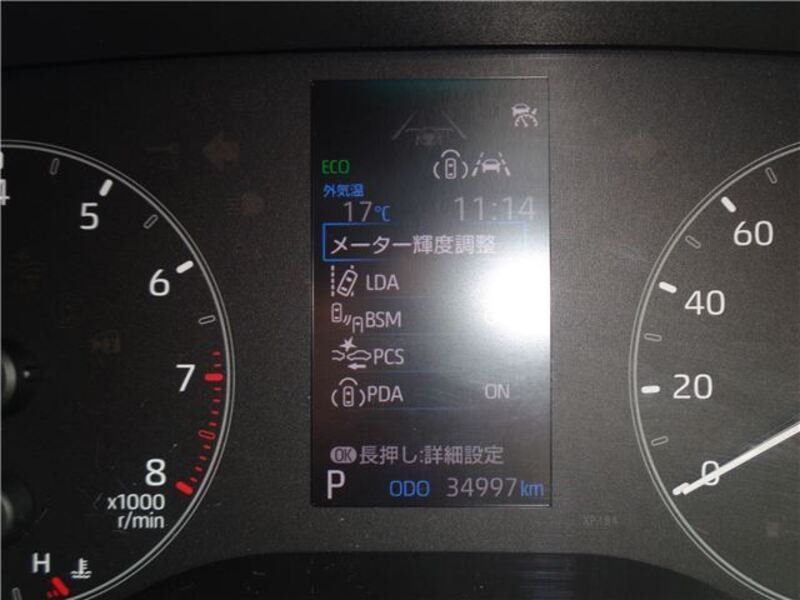 ECO
外気温
17℃ 11:14
メーター輝度調整
LDA
BSM
PCS
PDA ON
OK 長押し:詳細設定
P ODO 34997km
4
5
6
7
8
x1000
r/min
H
60
40
20
0